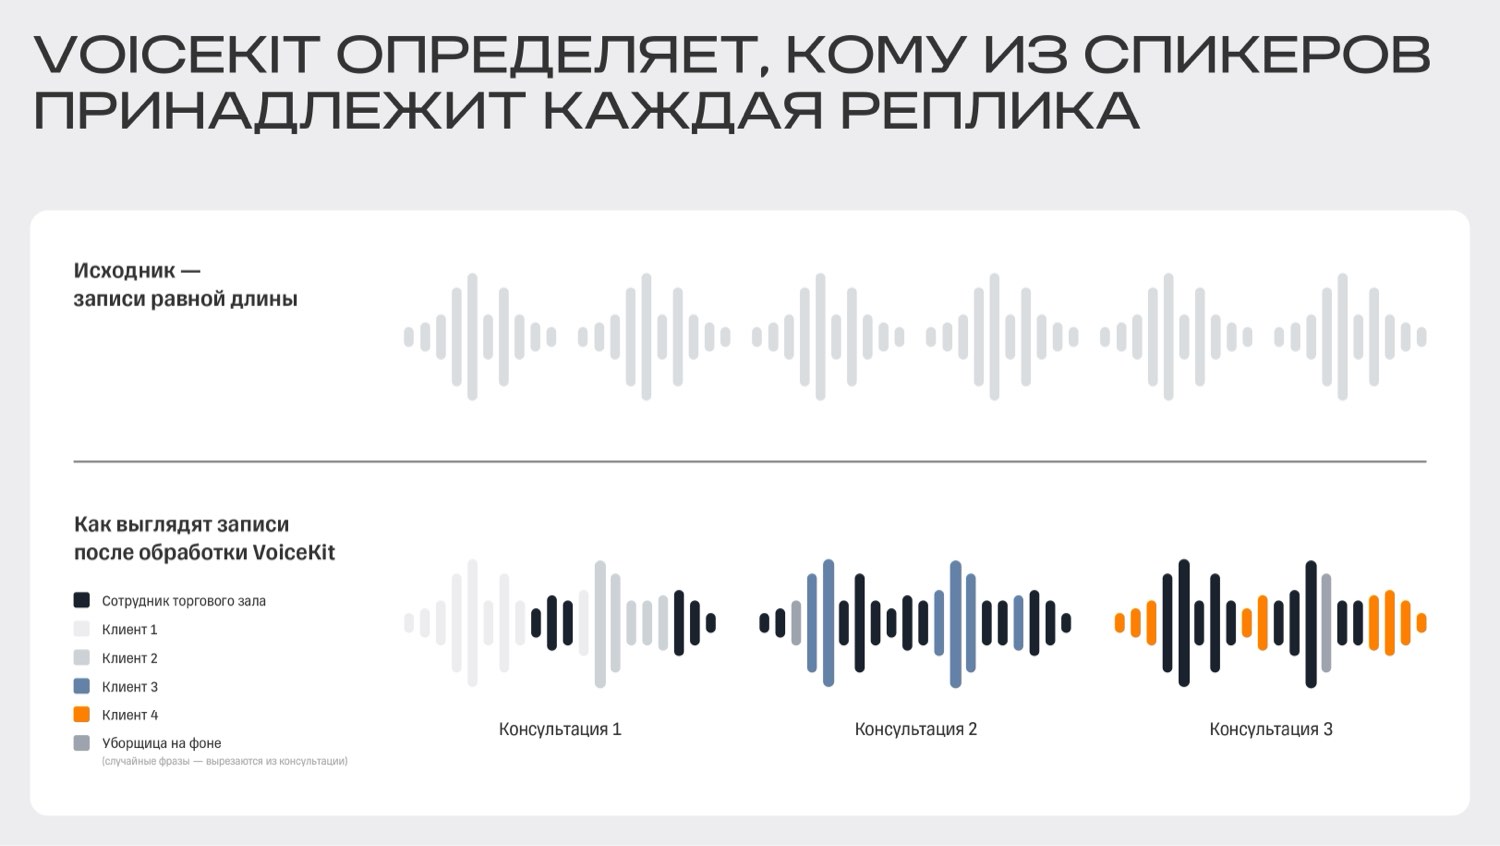 VOICEKIT ОПРЕДЕЛЯЕТ, КОМУ ИЗ СПИКЕРОВ
ПРИНАДЛЕЖИТ КАЖДАЯ РЕПЛИКА
Исходник —
записи равной длины
Как выглядят записи
после обработки VoiceKit
Сотрудник торгового зала
Клиент 1
Клиент 2
Клиент 3
Клиент 4
Уборщица на фоне
(случайные фразы — вырезаются из консультации)
Консультация 1
Консультация 2
Консультация 3